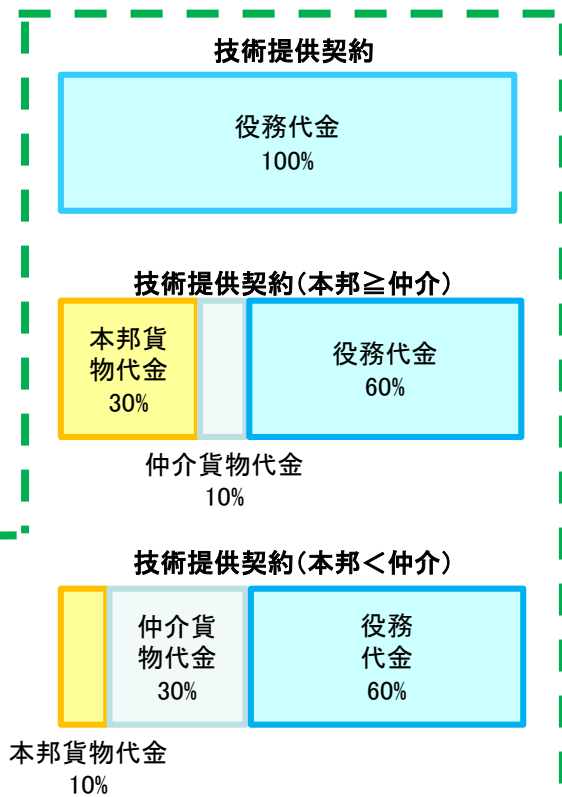 技術提供契約
役務代金
100%
技術提供契約(本邦≧仲介)
本邦貨
物代金
30%
役務代金
60%
仲介貨物代金
10%
技術提供契約(本邦＜仲介)
仲介貨
物代金
30%
役務
代金
60%
本邦貨物代金
10%